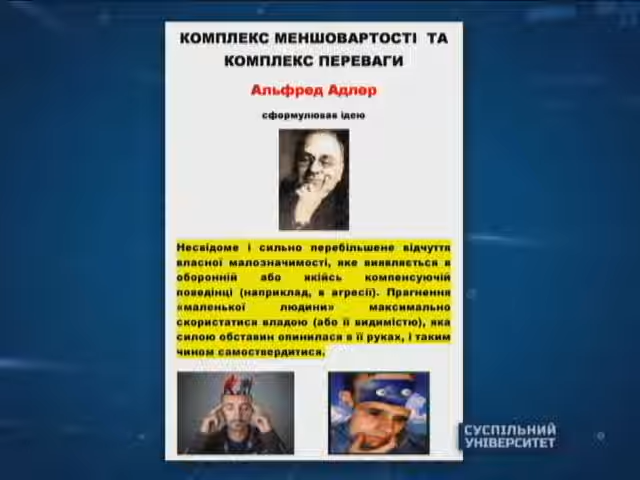 КОМПЛЕКС МЕНШОВАРТОСТІ ТА
КОМПЛЕКС ПЕРЕВАГИ
Альфред Адлер
сформулював ідею
Несвідоме і сильно перебільшене відчуття
власної малозначимості, яке виявляється в
оборонній або якійсь компенсуючій
поведінці (наприклад, в агресії). Прагнення
«маленької людини» максимально
скористатися владою (або її видимістю), яка
силою обставин опинилася в її руках, і таким
чином самоствердитися.
СУСПІЛЬНИЙ
УНІВЕРСИТЕТ